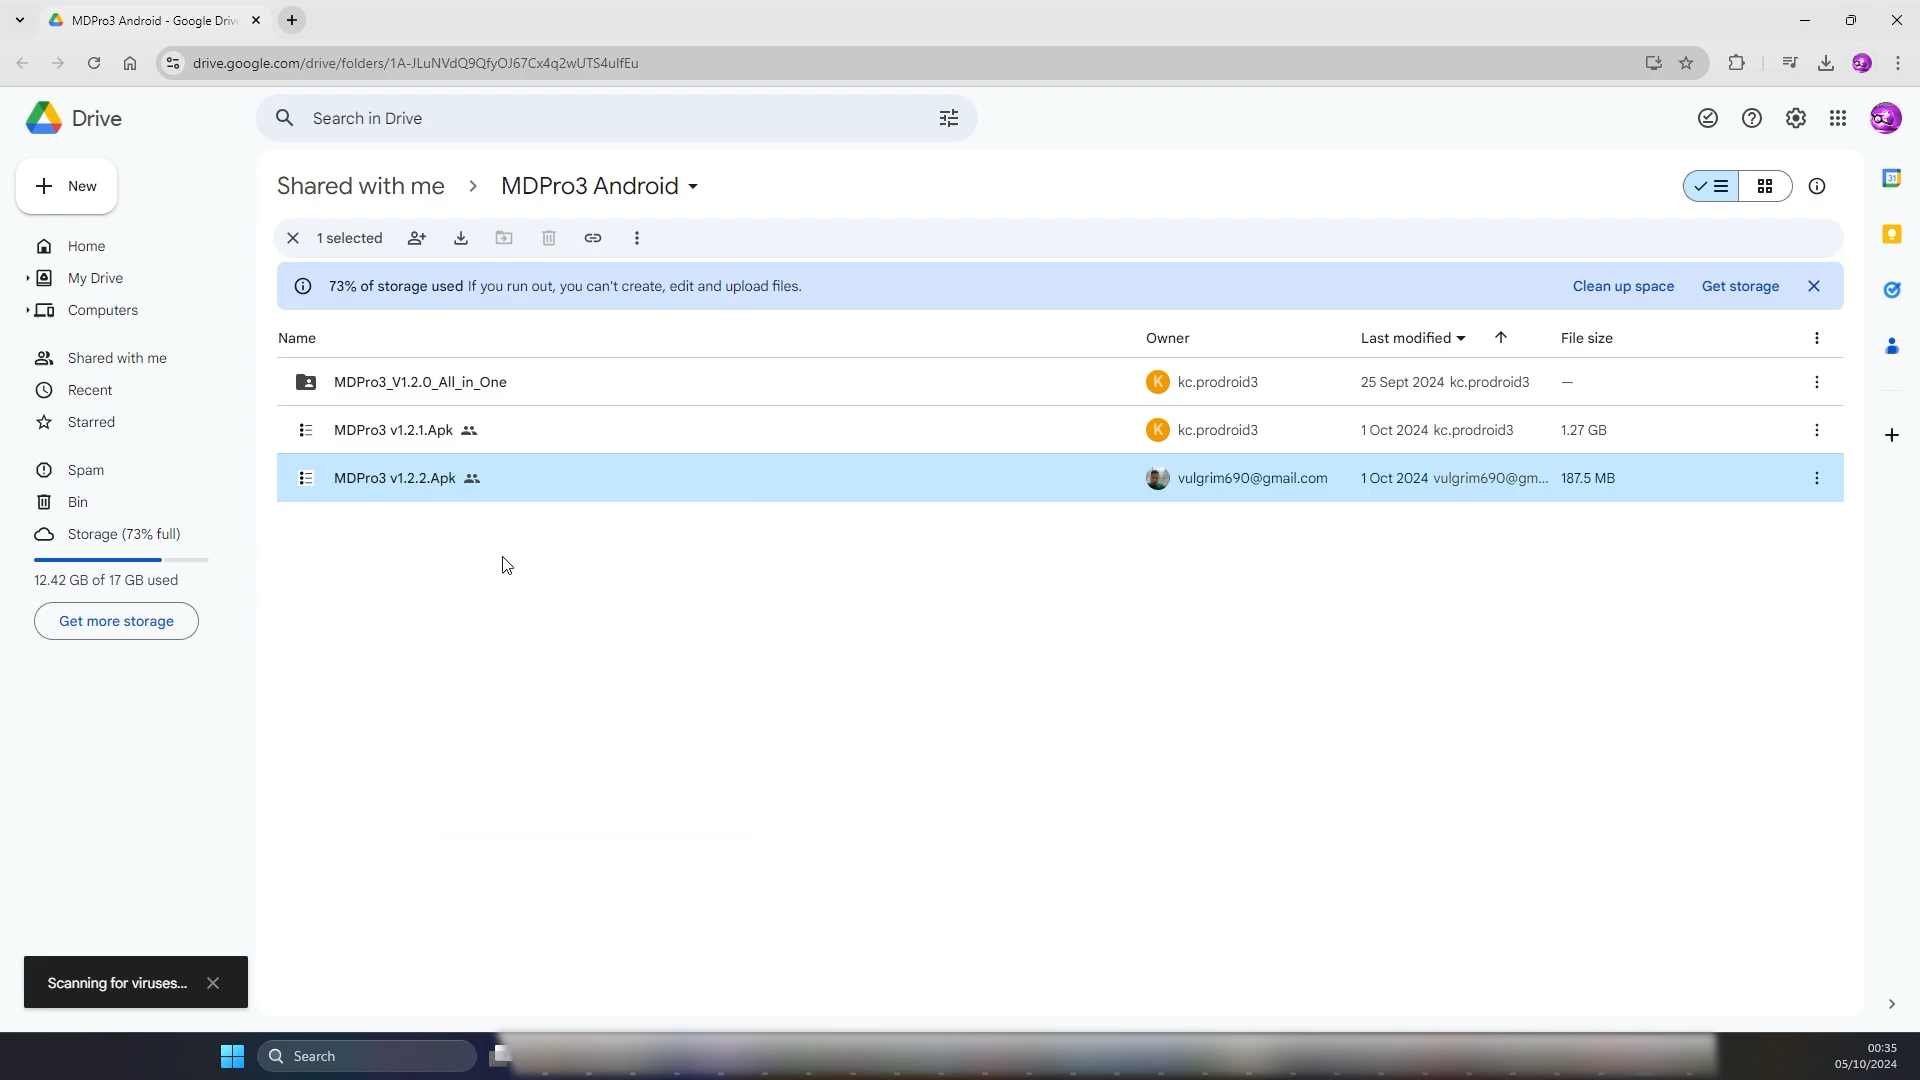 MDPro3 Android - Google Driv
drive.google.com/drive/folders/1A-JLuNVdQ9QfyOJ67Cx4q2wUTS4ulfEu
Drive
Search in Drive
New
Shared with me > MDPro3 Android
1 selected
Home
My Drive
Computers
73% of storage used If you run out, you can't create, edit and upload files.
Clean up space
Get storage
Name Owner Last modified File size
MDPro3_V1.2.0_All_in_One K kc.prodroid3 25 Sept 2024 kc.prodroid3 —
MDPro3 v1.2.1.Apk K kc.prodroid3 1 Oct 2024 kc.prodroid3 1.27 GB
MDPro3 v1.2.2.Apk vulgrim690@gmail.com 1 Oct 2024 vulgrim690@gm... 187.5 MB
Shared with me
Recent
Starred
Spam
Bin
Storage (73% full)
12.42 GB of 17 GB used
Get more storage
31
Scanning for viruses...
Search
00:35
05/10/2024